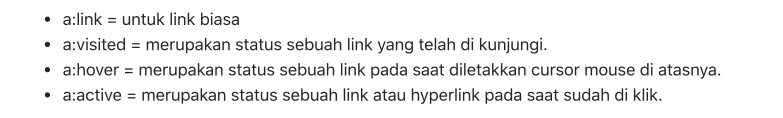 • a:link = untuk link biasa
• a:visited = merupakan status sebuah link yang telah di kunjungi.
• a:hover = merupakan status sebuah link pada saat diletakkan cursor mouse di atasnya.
• a:active = merupakan status sebuah link atau hyperlink pada saat sudah di klik.